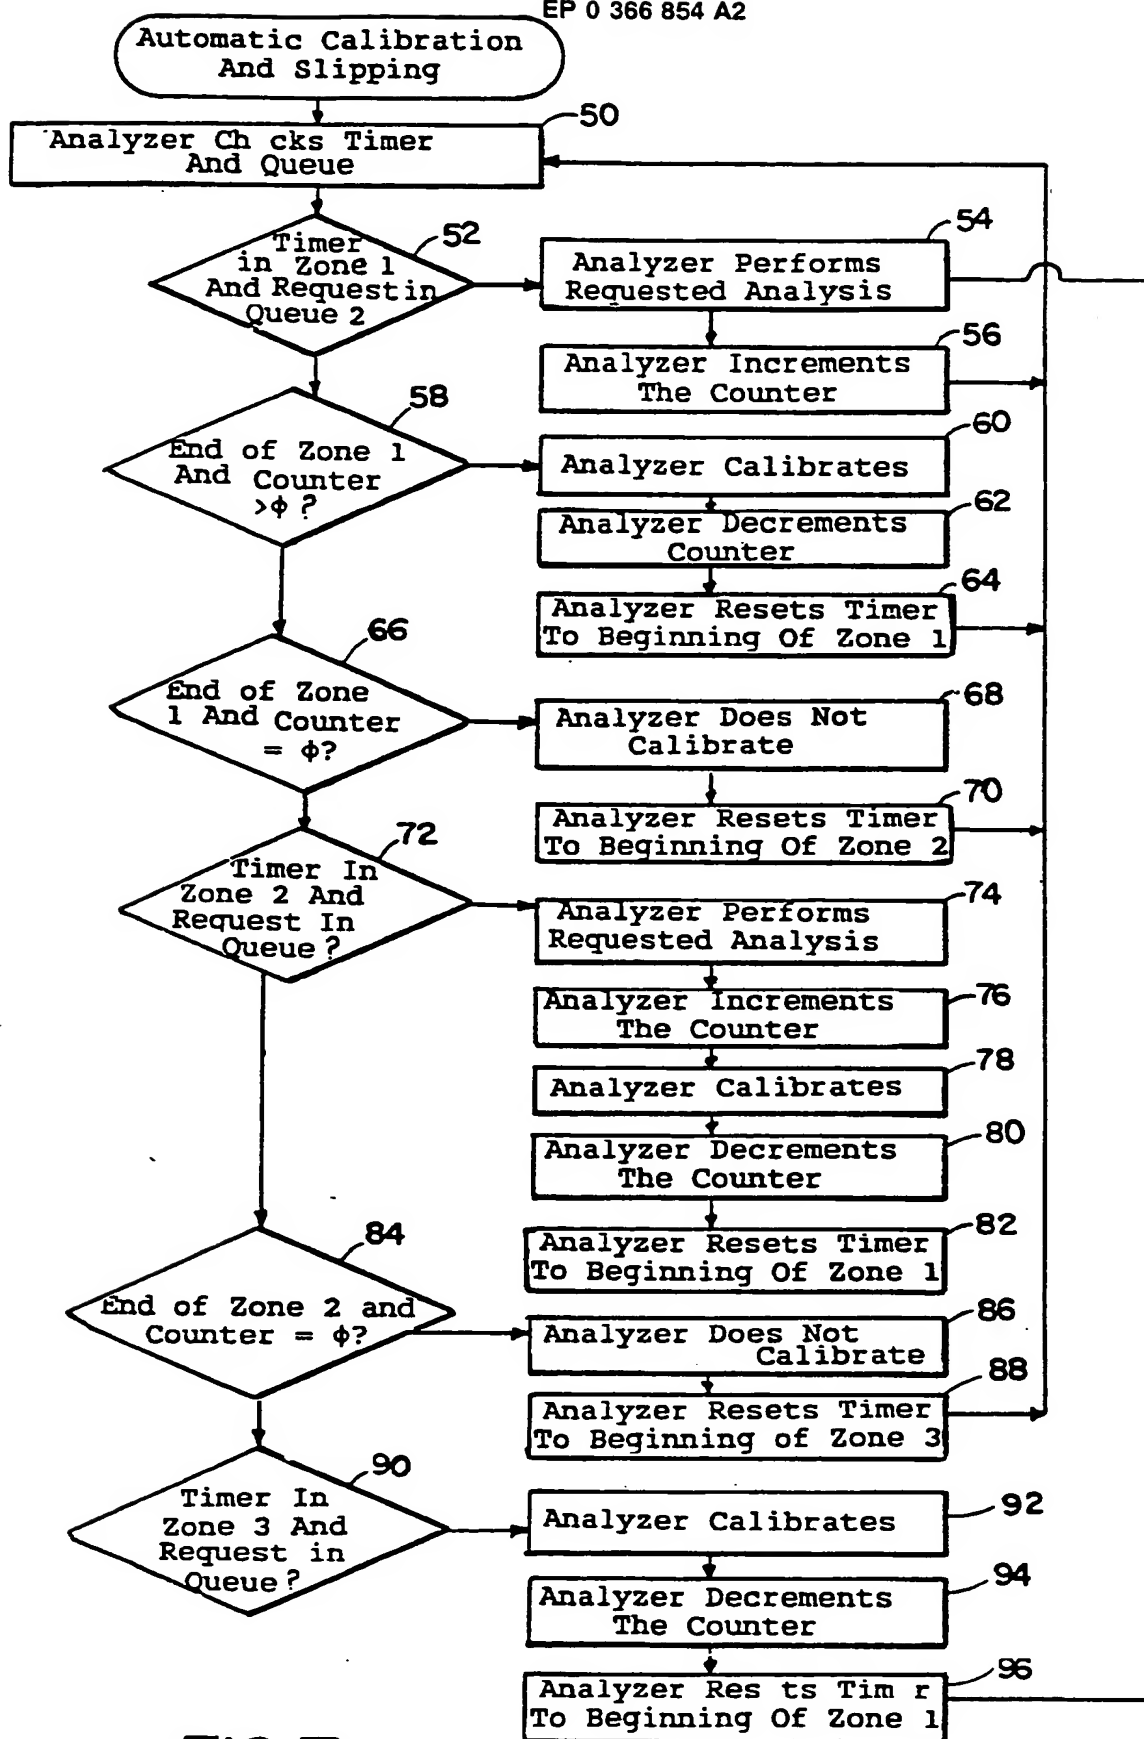 EP 0 366 854 A2
Automatic Calibration
And Slipping
50
Analyzer Ch cks Timer
And Queue
52
Timer
in Zone 1
And Request in
Queue 2
54
Analyzer Performs
Requested Analysis
56
Analyzer Increments
The Counter
58
End of Zone 1
And Counter
>ϕ ?
60
Analyzer Calibrates
62
Analyzer Decrements
Counter
64
Analyzer Resets Timer
To Beginning Of Zone 1
66
End of Zone
1 And Counter
= ϕ?
68
Analyzer Does Not
Calibrate
70
Analyzer Resets Timer
To Beginning Of Zone 2
72
Timer In
Zone 2 And
Request In
Queue ?
74
Analyzer Performs
Requested Analysis
76
Analyzer Increments
The Counter
78
Analyzer Calibrates
80
Analyzer Decrements
The Counter
82
Analyzer Resets Timer
To Beginning Of Zone 1
84
End of Zone 2 and
Counter = ϕ?
86
Analyzer Does Not
Calibrate
88
Analyzer Resets Timer
To Beginning of Zone 3
90
Timer In
Zone 3 And
Request in
Queue ?
92
Analyzer Calibrates
94
Analyzer Decrements
The Counter
96
Analyzer Res ts Tim r
To Beginning Of Zone 1